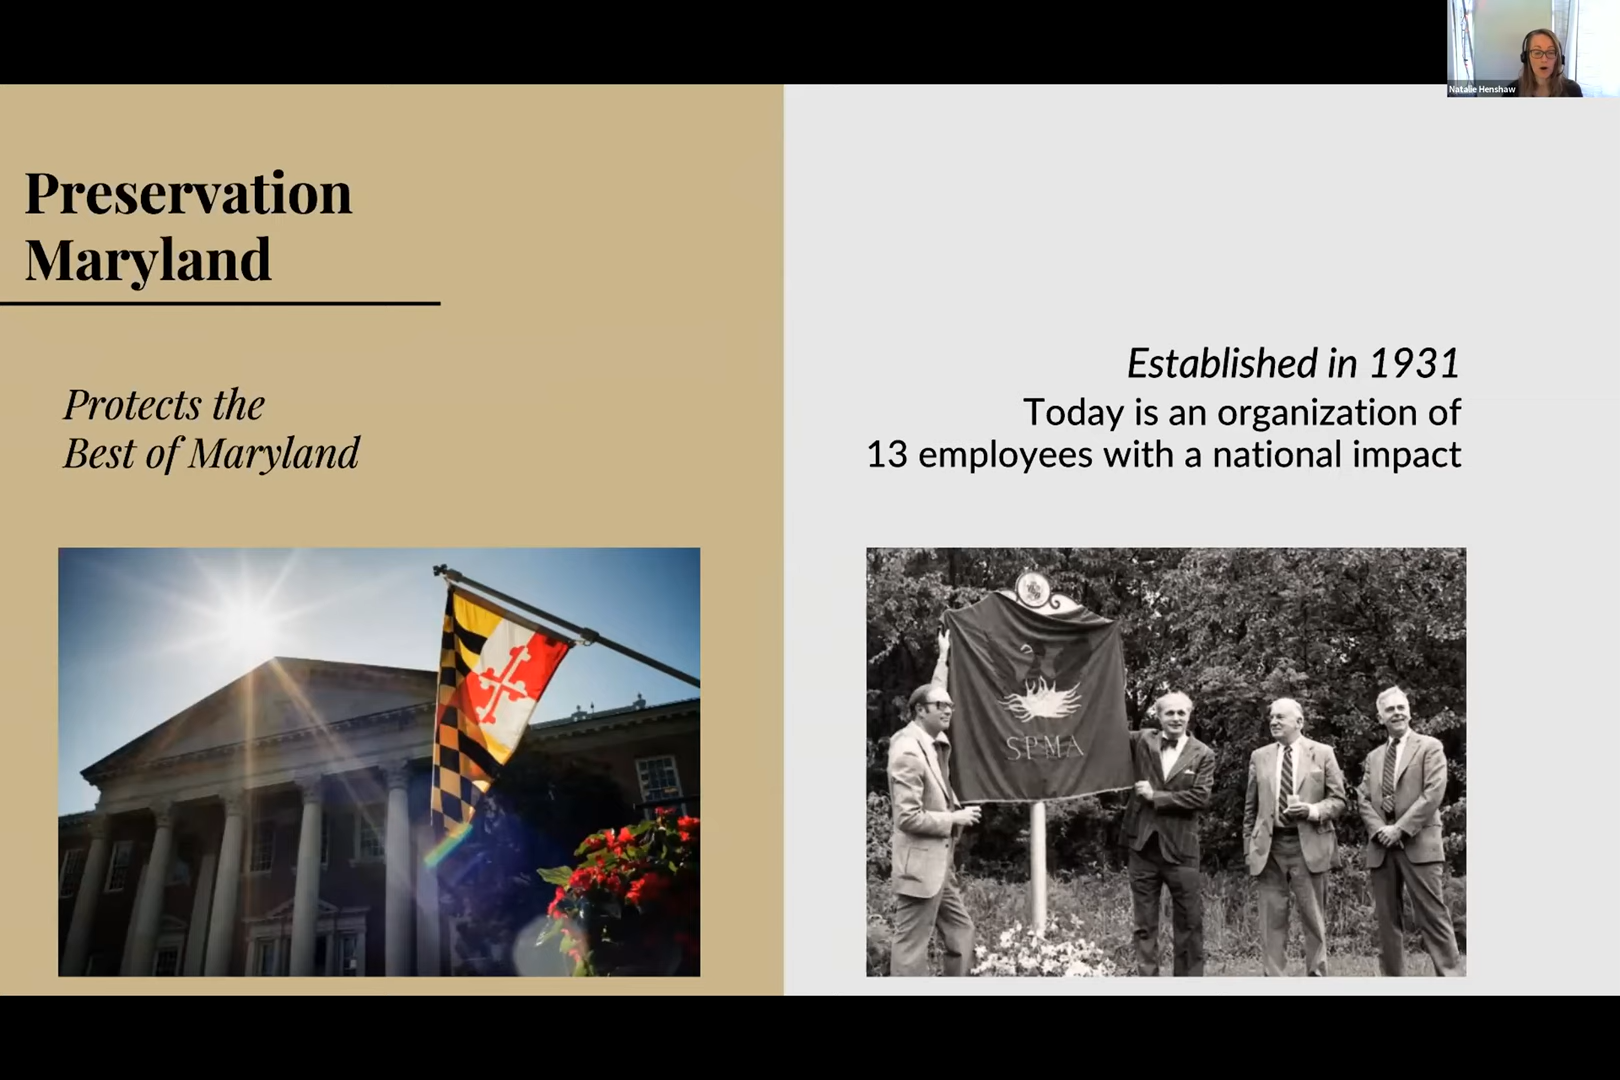 Natalie Henshaw
Preservation
Maryland
Protects the
Best of Maryland
Established in 1931
Today is an organization of
13 employees with a national impact
SPMA